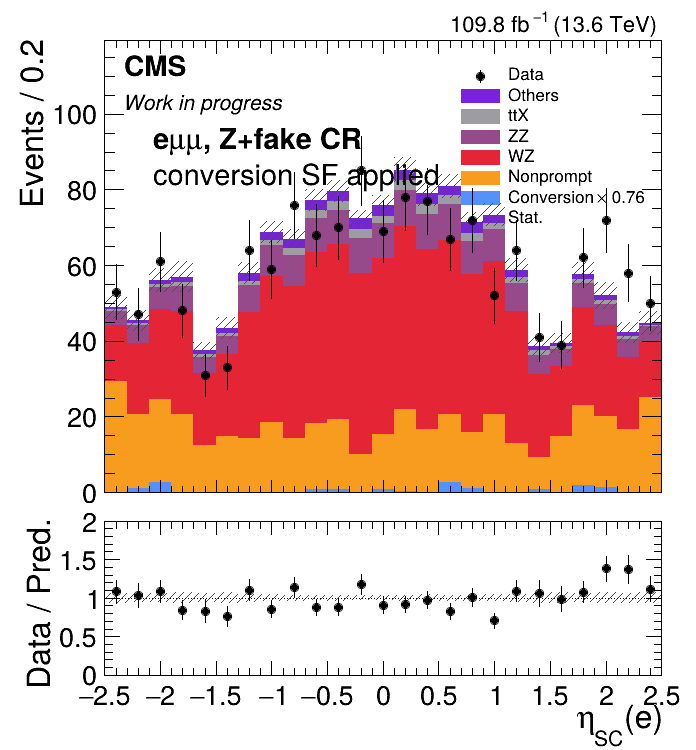 109.8 fb⁻¹ (13.6 TeV)
Events / 0.2
CMS
Work in progress
eμμ, Z+fake CR
conversion SF applied
Data
Others
ttX
ZZ
WZ
Nonprompt
Conversion × 0.76
Stat.
100
80
60
40
20
0
Data / Pred.
2
1.5
1
0.5
0
−2.5 −2 −1.5 −1 −0.5 0 0.5 1 1.5 2 2.5
η_SC(e)